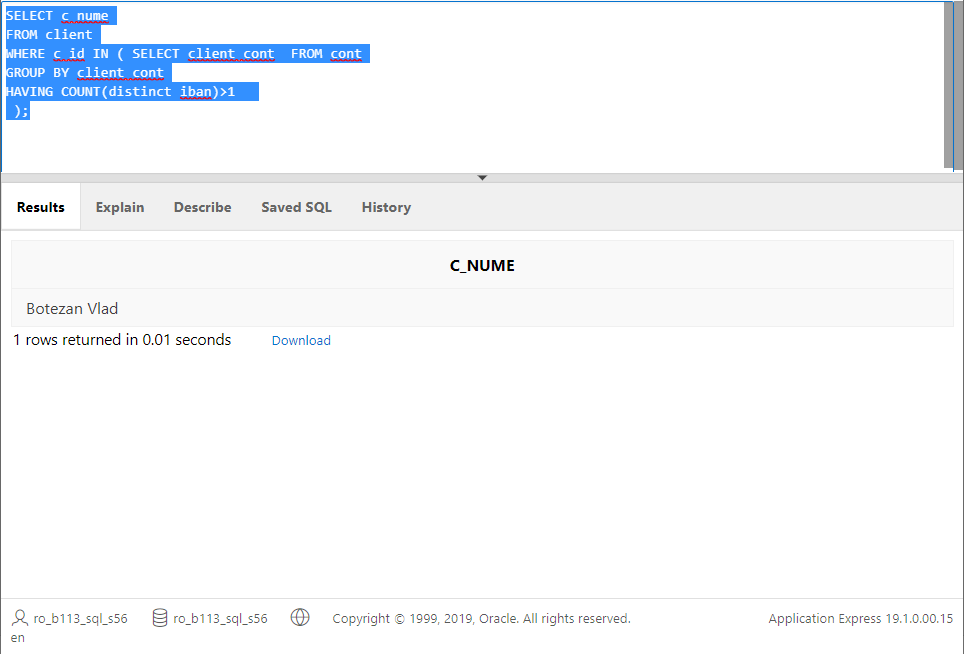 SELECT c_nume
FROM client
WHERE c_id IN ( SELECT client_cont  FROM cont
GROUP BY client_cont
HAVING COUNT(distinct iban)>1
);
Results Explain Describe Saved SQL History
C_NUME
Botezan Vlad
1 rows returned in 0.01 seconds Download
ro_b113_sql_s56 ro_b113_sql_s56 Copyright © 1999, 2019, Oracle. All rights reserved. Application Express 19.1.0.00.15
en